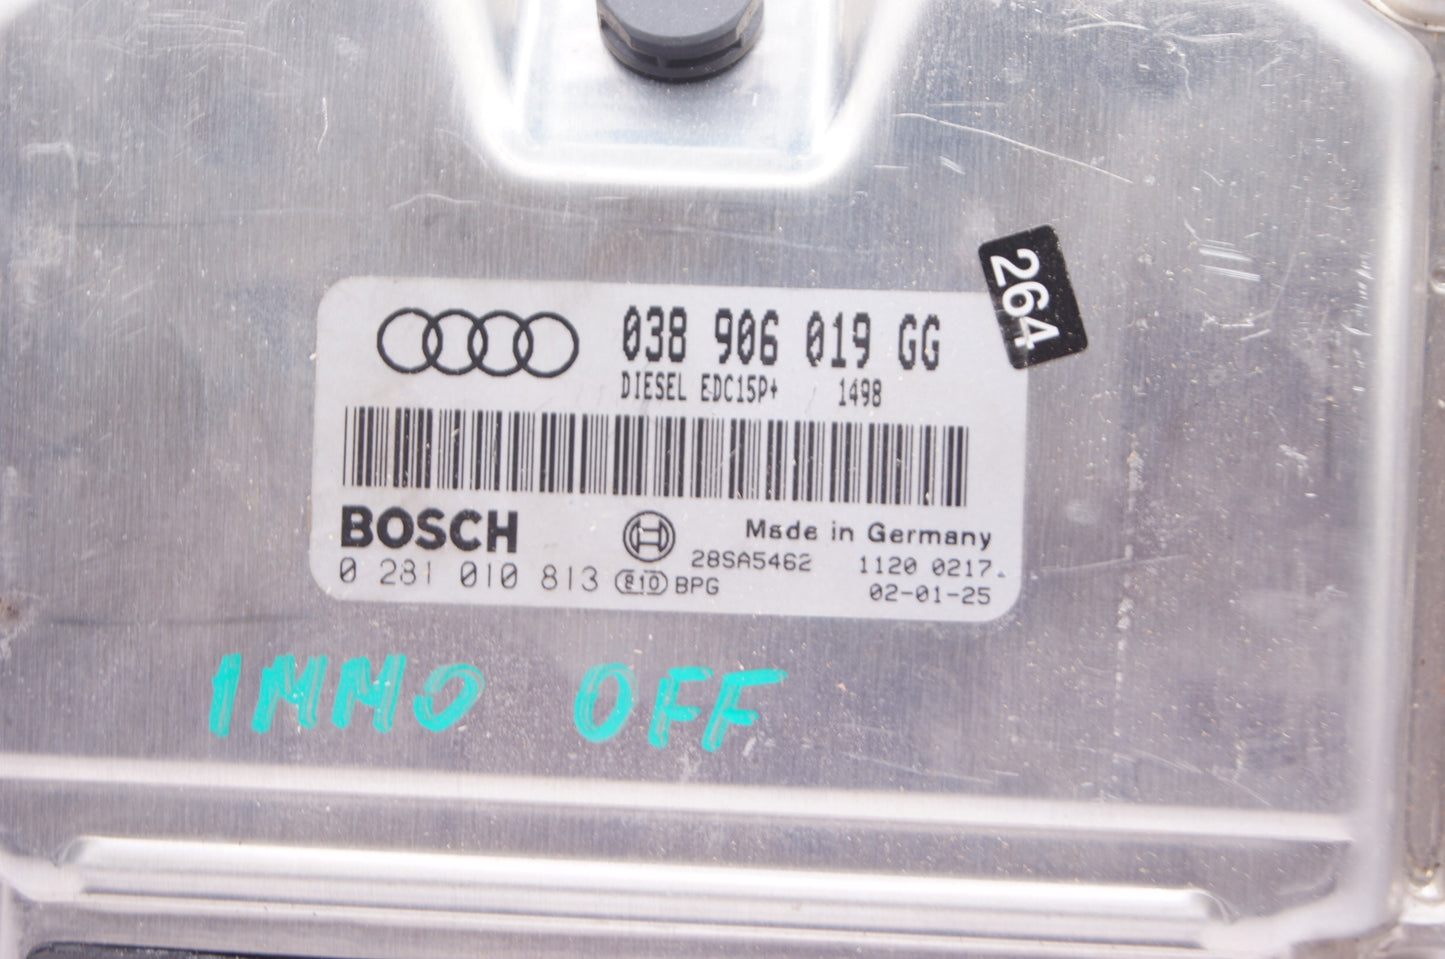 264
038 906 019 GG
DIESEL EDC15P+ 1498
BOSCH
Made in Germany
28SA5462 1120 0217.
0 281 010 813 e10 BPG 02-01-25
IMMO OFF